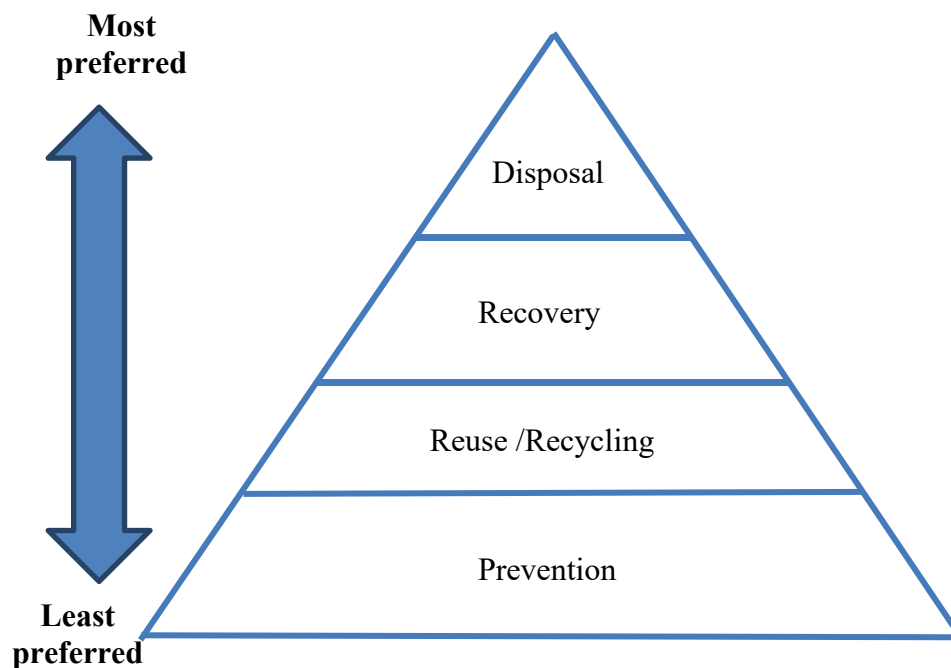 Most
preferred
Disposal
Recovery
Reuse /Recycling
Prevention
Least
preferred